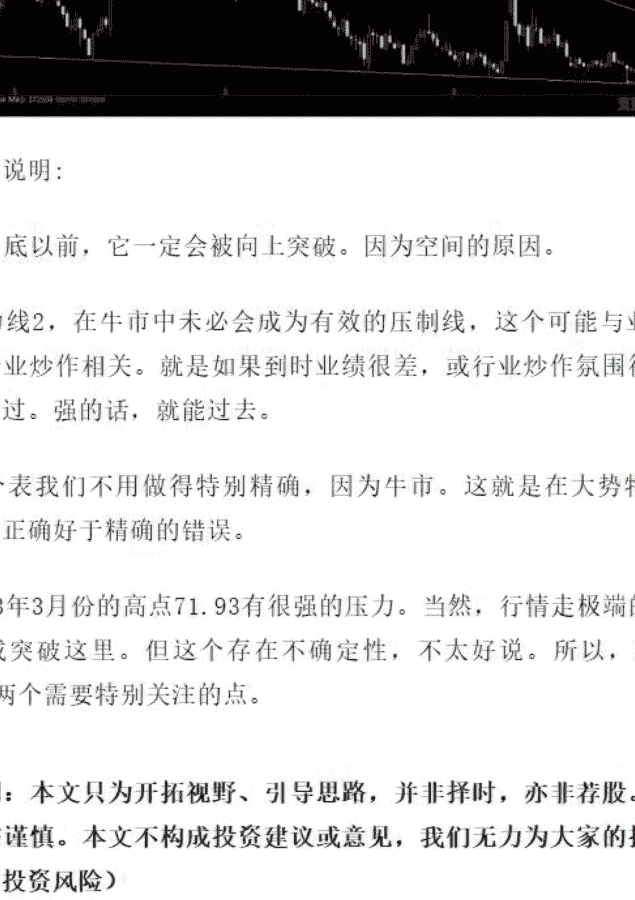 说明:
底以前，它一定会被向上突破。因为空间的原因。
线2，在牛市中未必会成为有效的压制线，这个可能与业
业炒作相关。就是如果到时业绩很差，或行业炒作氛围很
过。强的话，就能过去。
个表我们不用做得特别精确，因为牛市。这就是在大势特
正确好于精确的错误。
3年3月份的高点71.93有很强的压力。当然，行情走极端的
突破这里。但这个存在不确定性，不太好说。所以，
两个需要特别关注的点。
：本文只为开拓视野、引导思路，并非择时，亦非荐股。
谨慎。本文不构成投资建议或意见，我们无力为大家的投
投资风险）